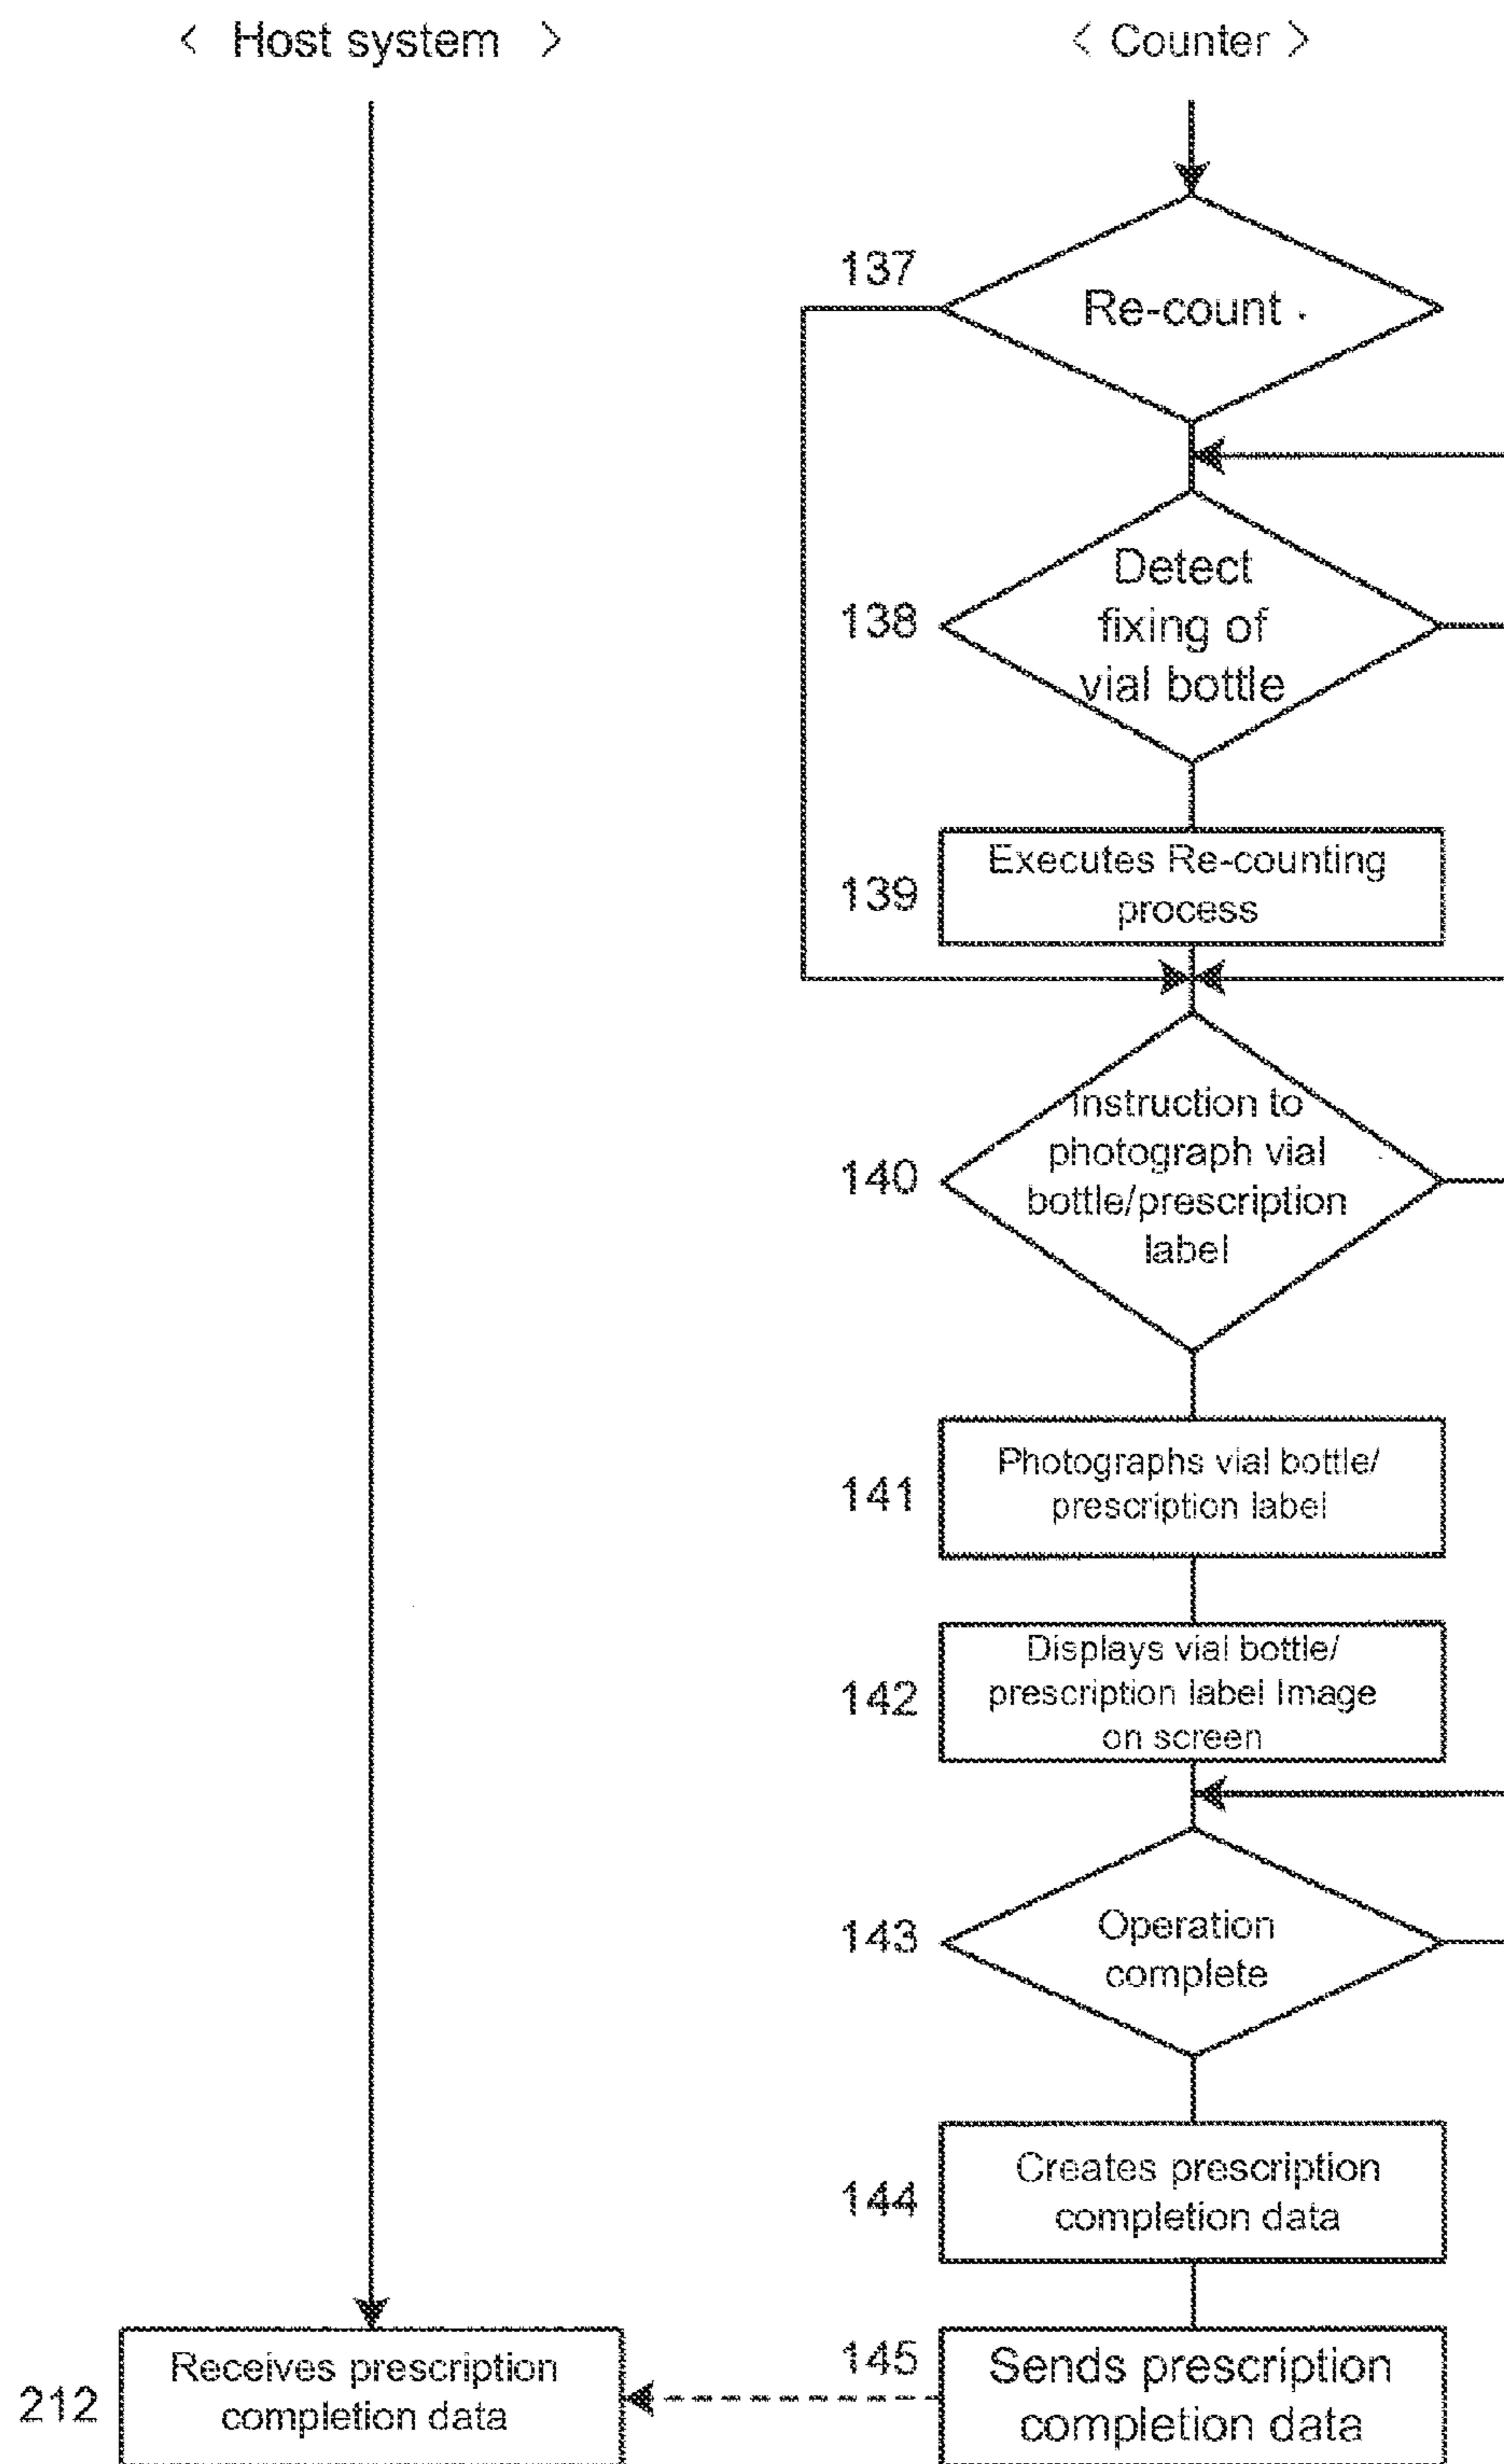 < Host system >
< Counter >
137
Re-count
138
Detect
fixing of
vial bottle
139
Executes Re-counting
process
140
Instruction to
photograph vial
bottle/prescription
label
141
Photographs vial bottle/
prescription label
142
Displays vial bottle/
prescription label Image
on screen
143
Operation
complete
144
Creates prescription
completion data
212
Receives prescription
completion data
145
Sends prescription
completion data